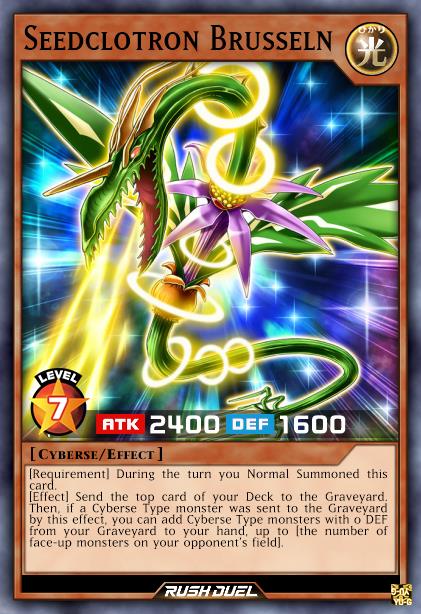 Seedclotron Brusseln
ひかり
光
LEVEL
7
ATK 2400 DEF 1600
[ Cyberse/Effect ]
[Requirement] During the turn you Normal Summoned this
card.
[Effect] Send the top card of your Deck to the Graveyard.
Then, if a Cyberse Type monster was sent to the Graveyard
by this effect, you can add Cyberse Type monsters with 0 DEF
from your Graveyard to your hand, up to [the number of
face-up monsters on your opponent's field].
RUSH DUEL